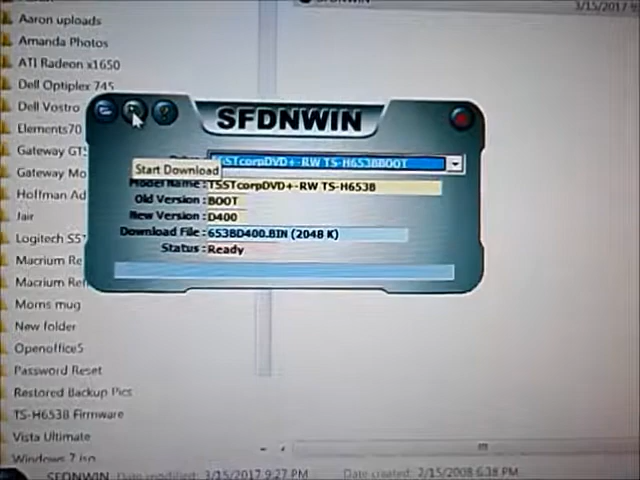 Aaron uploads
SFDNWIN
3/15/2017 9
Amanda Photos
ATI Radeon x1650
Dell Optiplex 745
Dell Vostro
Elements70
Gateway GT5
Gateway Mo
Hoffman Ad
Jair
Logitech S5
Macrium Re
Macrium Ref
Moms mug
New folder
Openoffice5
Password Reset
Restored Backup Pics
TS-H653B Firmware
Vista Ultimate
Windows 7 iso
SFDNWIN
TSSTcorpDVD+-RW TS-H653BBOOT
Start Download
Model Name : TSSTcorpDVD+-RW TS-H653B
Old Version : BOOT
New Version : D400
Download File : 653BD400.BIN (2048 K)
Status : Ready
SFDNWIN Date modified: 3/15/2017 9:27 PM Date created: 2/15/2008 6:38 PM